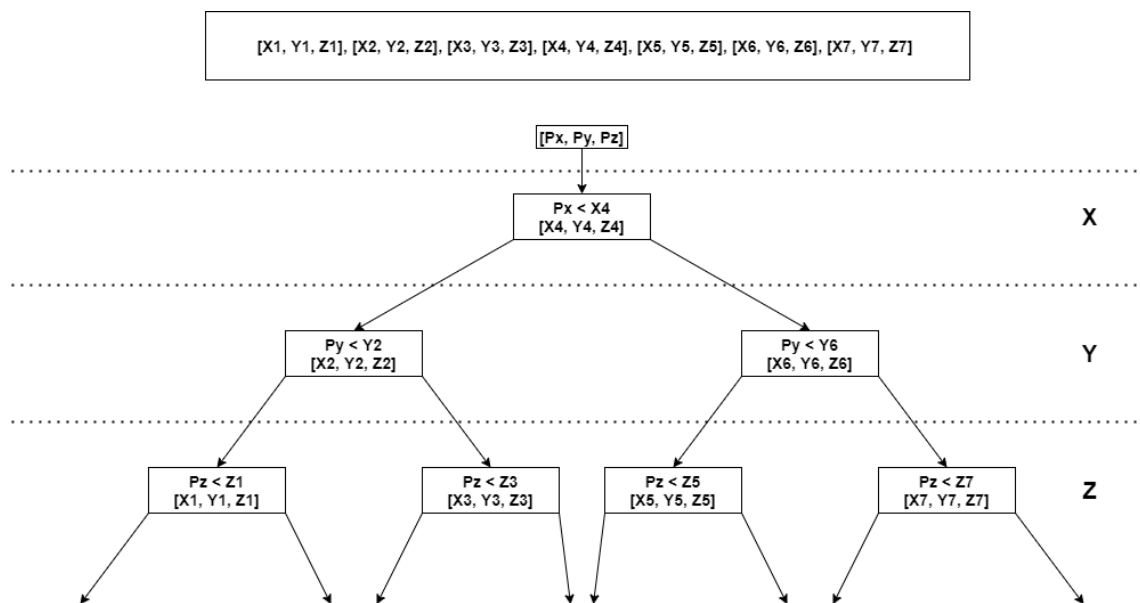 [X1, Y1, Z1], [X2, Y2, Z2], [X3, Y3, Z3], [X4, Y4, Z4], [X5, Y5, Z5], [X6, Y6, Z6], [X7, Y7, Z7]
[Px, Py, Pz]
Px < X4
[X4, Y4, Z4]
X
Py < Y2
[X2, Y2, Z2]
Py < Y6
[X6, Y6, Z6]
Y
Pz < Z1
[X1, Y1, Z1]
Pz < Z3
[X3, Y3, Z3]
Pz < Z5
[X5, Y5, Z5]
Pz < Z7
[X7, Y7, Z7]
Z